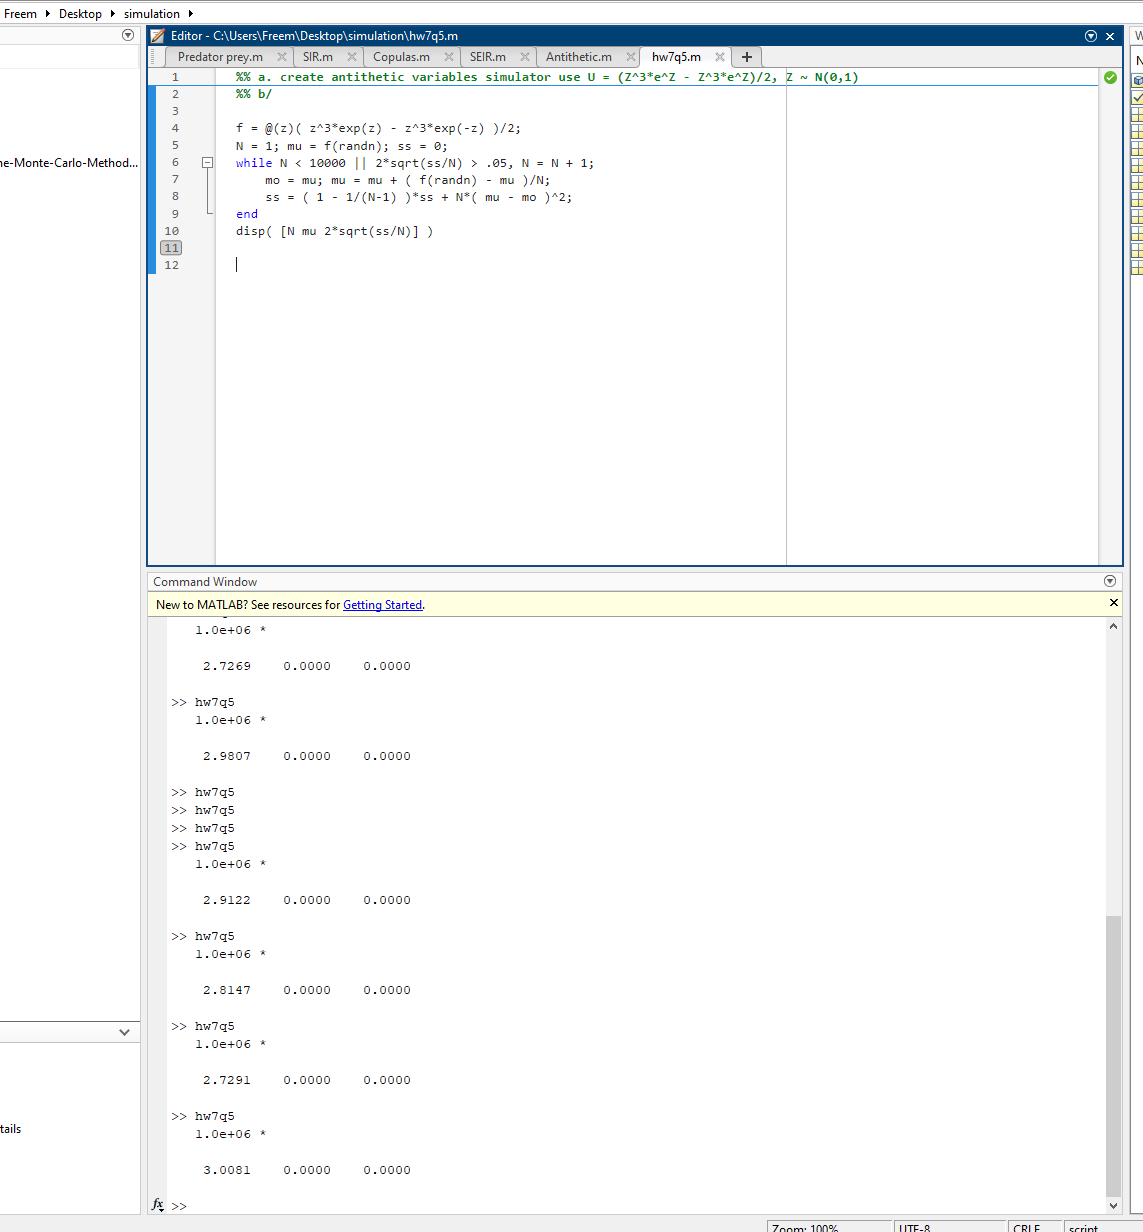 Freem ▸ Desktop ▸ simulation ▸
Editor - C:\Users\Freem\Desktop\simulation\hw7q5.m
Predator prey.m SIR.m Copulas.m SEIR.m Antithetic.m hw7q5.m +
1 %% a. create antithetic variables simulator use U = (Z^3*e^Z - Z^3*e^Z)/2, Z ~ N(0,1)
2 %% b/
3
4 f = @(z)( z^3*exp(z) - z^3*exp(-z) )/2;
5 N = 1; mu = f(randn); ss = 0;
6 while N < 10000 || 2*sqrt(ss/N) > .05, N = N + 1;
7 mo = mu; mu = mu + ( f(randn) - mu )/N;
8 ss = ( 1 - 1/(N-1) )*ss + N*( mu - mo )^2;
9 end
10 disp( [N mu 2*sqrt(ss/N)] )
11
12
ne-Monte-Carlo-Method...
Command Window
New to MATLAB? See resources for Getting Started.
1.0e+06 *
2.7269 0.0000 0.0000
>> hw7q5
1.0e+06 *
2.9807 0.0000 0.0000
>> hw7q5
>> hw7q5
>> hw7q5
>> hw7q5
1.0e+06 *
2.9122 0.0000 0.0000
>> hw7q5
1.0e+06 *
2.8147 0.0000 0.0000
>> hw7q5
1.0e+06 *
2.7291 0.0000 0.0000
>> hw7q5
1.0e+06 *
3.0081 0.0000 0.0000
fx >>
tails
Zoom: 100% UTF-8 CRLF script